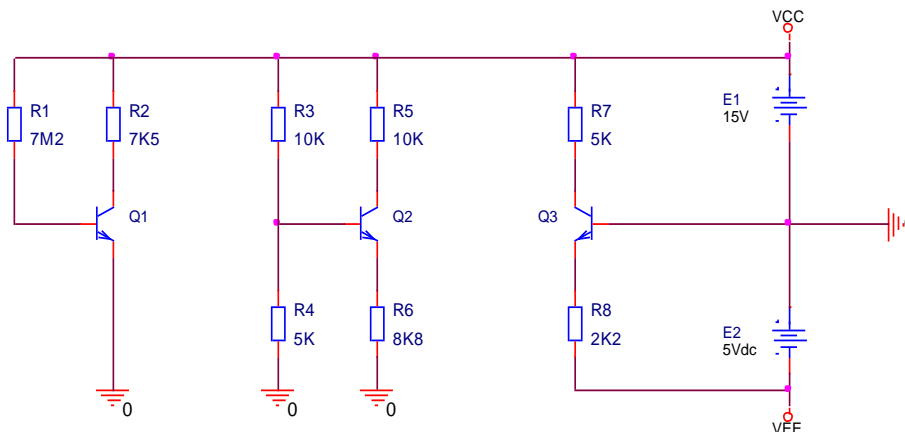 VCC
R1
7M2
R2
7K5
R3
10K
R5
10K
R7
5K
E1
15V
Q1
Q2
Q3
R4
5K
R6
8K8
R8
2K2
E2
5Vdc
0
0
0
VEE